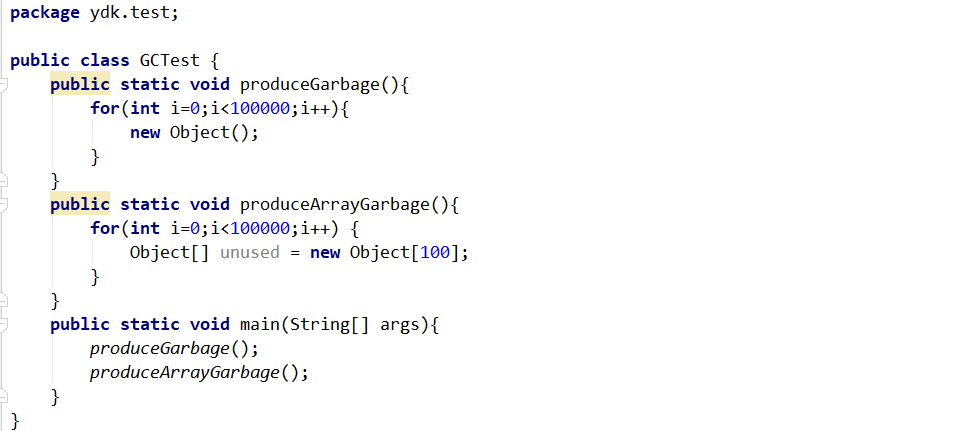 package ydk.test;
public class GCTest {
public static void produceGarbage(){
for(int i=0;i<100000;i++){
new Object();
}
}
public static void produceArrayGarbage(){
for(int i=0;i<100000;i++) {
Object[] unused = new Object[100];
}
}
public static void main(String[] args){
produceGarbage();
produceArrayGarbage();
}
}